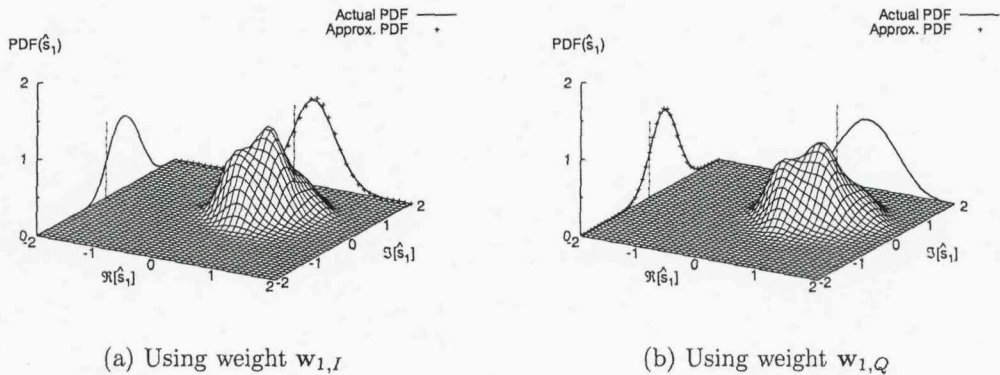 Actual PDF
Approx. PDF
PDF(ŝ₁)
2
1
0
-2
-1
0
1
2
ℜ[ŝ₁]
-2
-1
0
1
2
ℑ[ŝ₁]
(a) Using weight w₁,I
Actual PDF
Approx. PDF
PDF(ŝ₁)
2
1
0
-2
-1
0
1
2
ℜ[ŝ₁]
-2
-1
0
1
2
ℑ[ŝ₁]
(b) Using weight w₁,Q